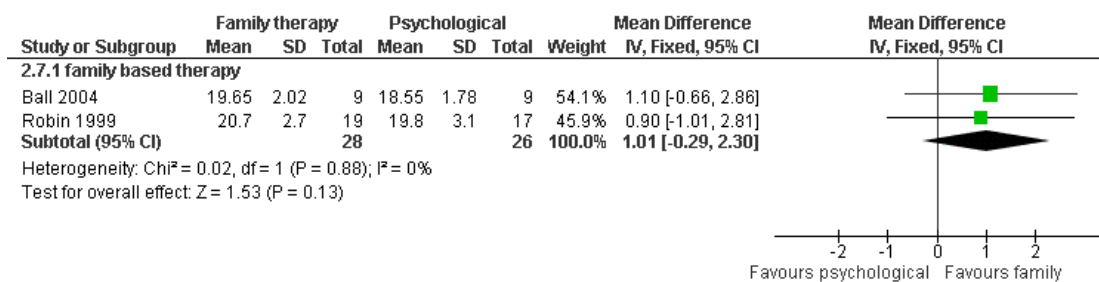 Family therapy Psychological Mean Difference Mean Difference
Study or Subgroup Mean SD Total Mean SD Total Weight IV, Fixed, 95% CI IV, Fixed, 95% CI
2.7.1 family based therapy
Ball 2004 19.65 2.02 9 18.55 1.78 9 54.1% 1.10 [-0.66, 2.86]
Robin 1999 20.7 2.7 19 19.8 3.1 17 45.9% 0.90 [-1.01, 2.81]
Subtotal (95% CI) 28 26 100.0% 1.01 [-0.29, 2.30]
Heterogeneity: Chi² = 0.02, df = 1 (P = 0.88); I² = 0%
Test for overall effect: Z = 1.53 (P = 0.13)
-2 -1 0 1 2
Favours psychological Favours family